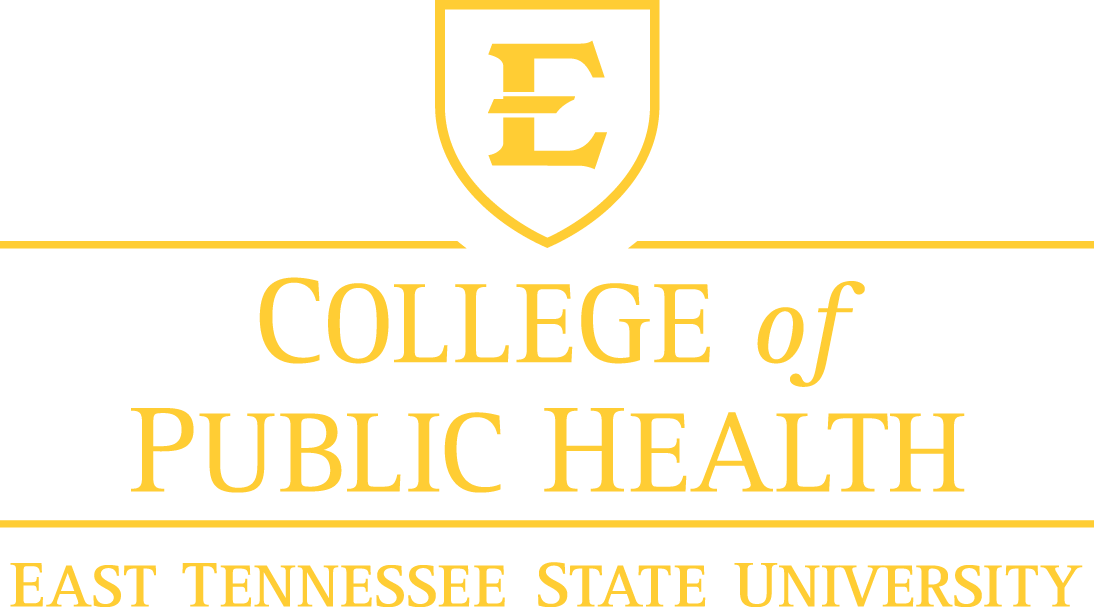 E
COLLEGE of
PUBLIC HEALTH
EAST TENNESSEE STATE UNIVERSITY